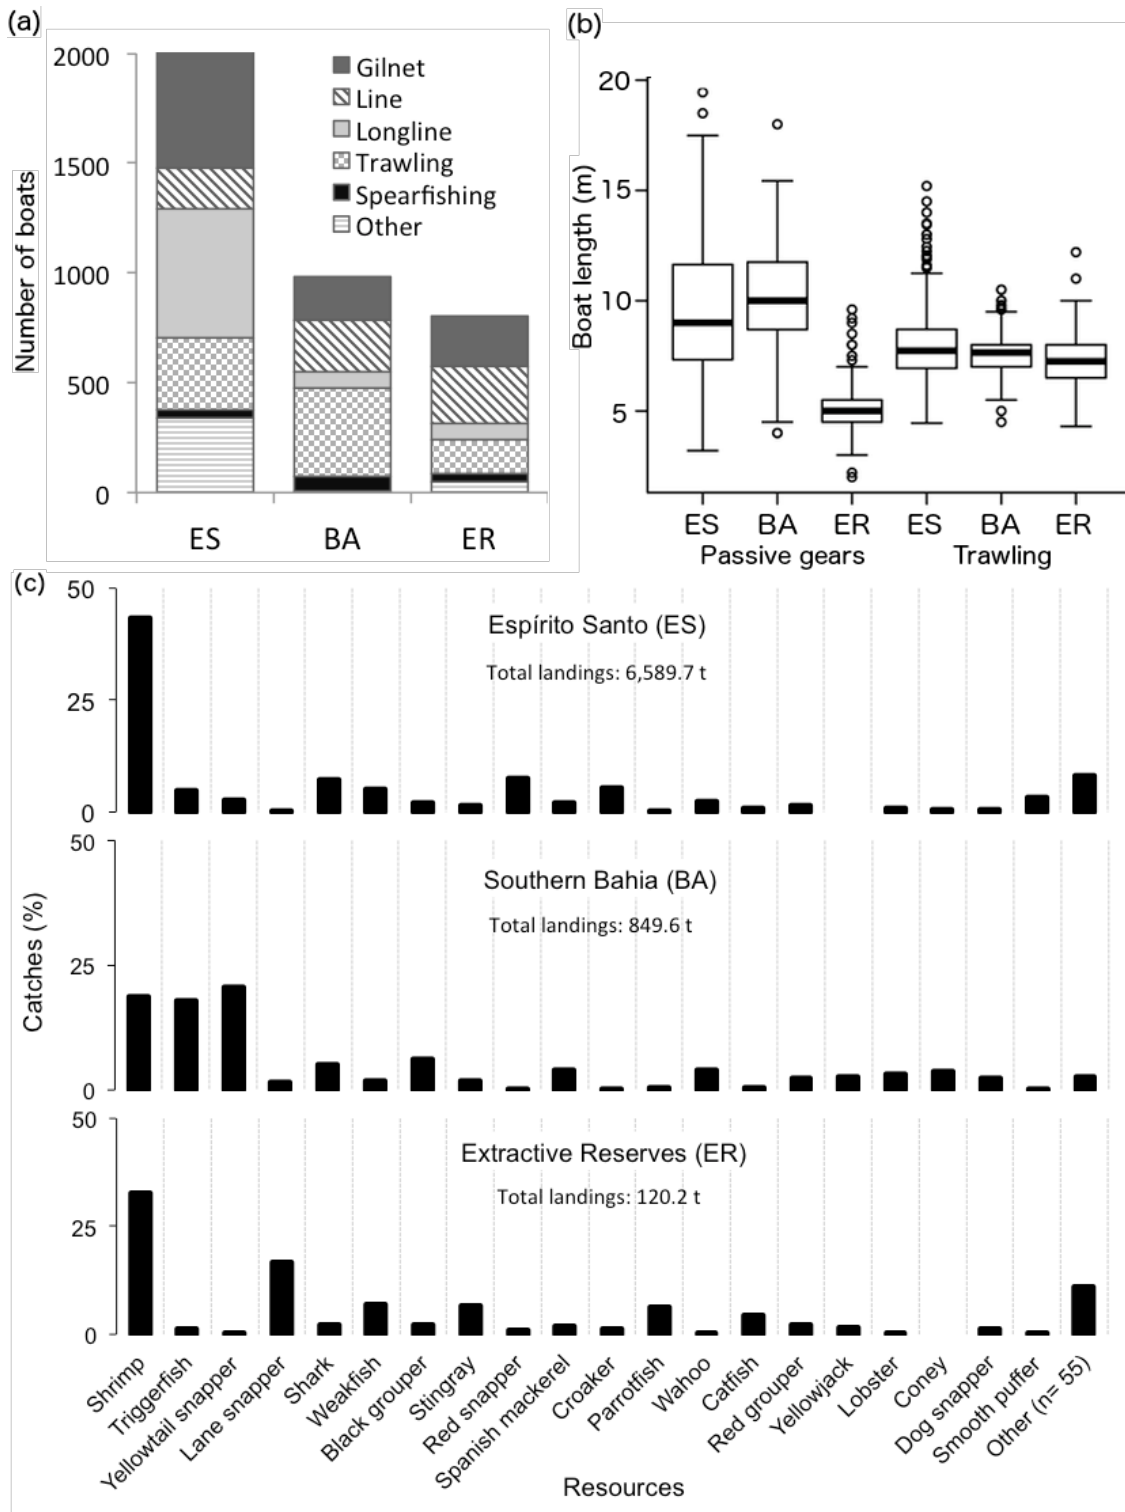 (a)
Number of boats
2000
1500
1000
500
0
Gilnet
Line
Longline
Trawling
Spearfishing
Other
ES BA ER
(b)
Boat length (m)
20
15
10
5
ES BA ER ES BA ER
Passive gears Trawling
(c)
Catches (%)
50
25
0
Espírito Santo (ES)
Total landings: 6,589.7 t
50
25
0
Southern Bahia (BA)
Total landings: 849.6 t
50
25
0
Extractive Reserves (ER)
Total landings: 120.2 t
Shrimp
Triggerfish
Yellowtail snapper
Lane snapper
Shark
Weakfish
Black grouper
Stingray
Red snapper
Spanish mackerel
Croaker
Parrotfish
Wahoo
Catfish
Red grouper
Yellowjack
Lobster
Coney
Dog snapper
Smooth puffer
Other (n= 55)
Resources